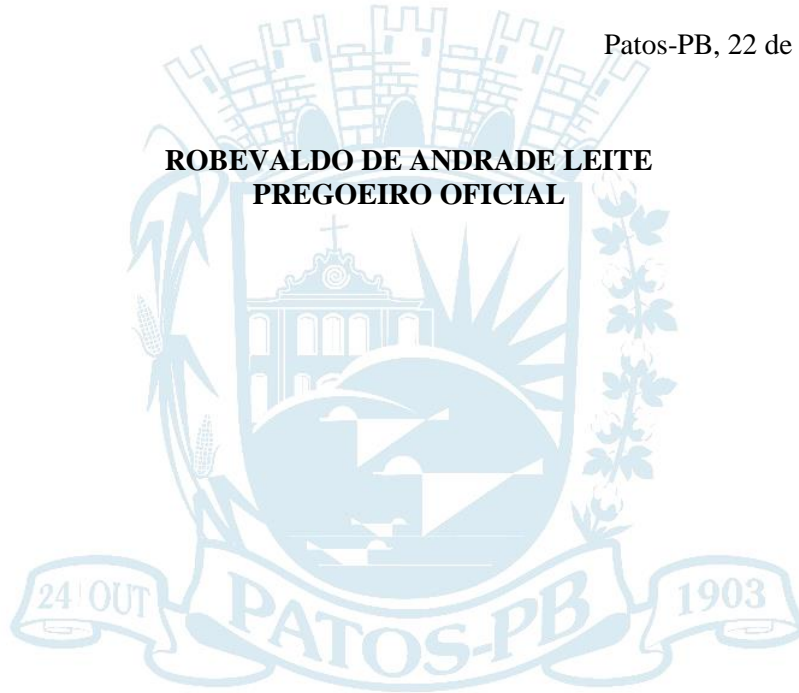 Patos-PB, 22 de
ROBEVALDO DE ANDRADE LEITE
PREGOEIRO OFICIAL
24 OUT
PATOS-PB
1903